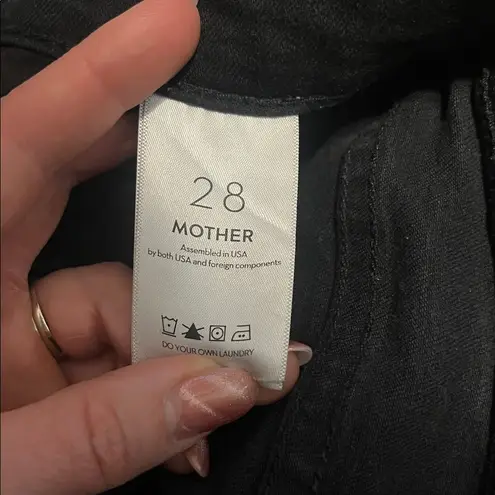 28
MOTHER
Assembled in USA
by both USA and foreign components
DO YOUR OWN LAUNDRY